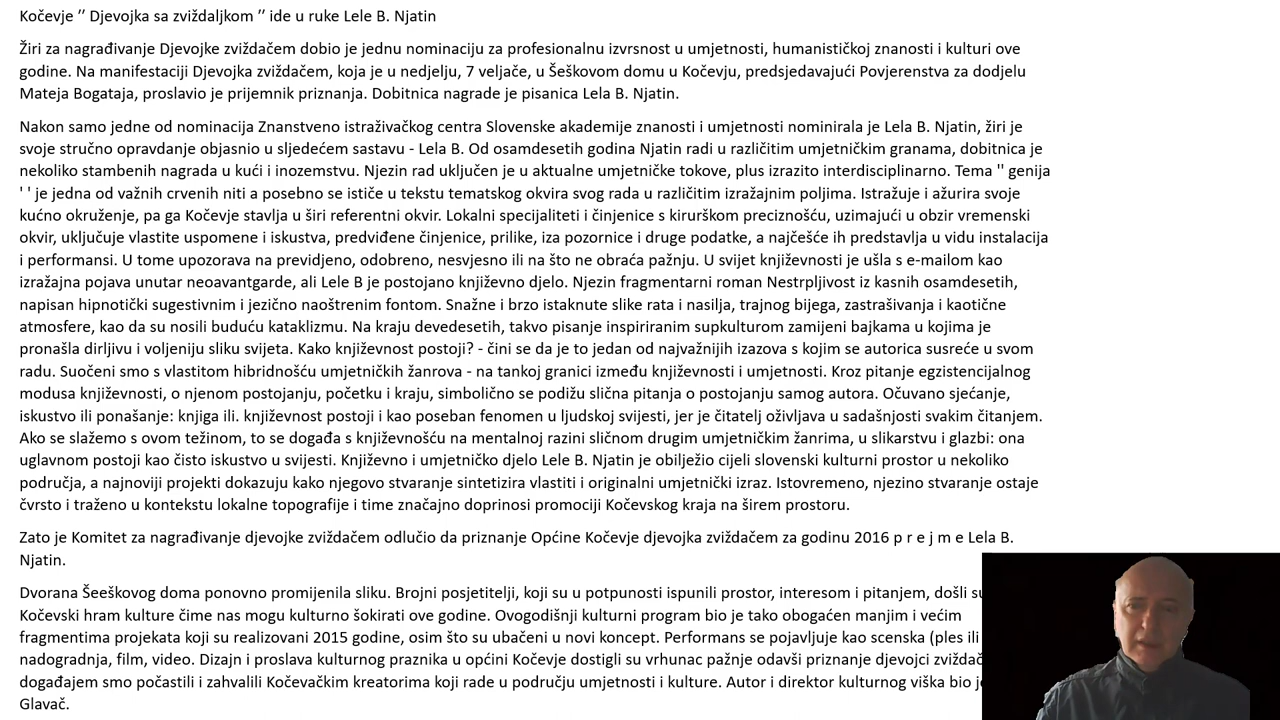 Kočevje ′′ Djevojka sa zviždaljkom ′′ ide u ruke Lele B. Njatin
Žiri za nagrađivanje Djevojke zviždačem dobio je jednu nominaciju za profesionalnu izvrsnost u umjetnosti, humanističkoj znanosti i kulturi ove
godine. Na manifestaciji Djevojka zviždačem, koja je u nedjelju, 7 veljače, u Šeškovom domu u Kočevju, predsjedavajući Povjerenstva za dodjelu
Mateja Bogataja, proslavio je prijemnik priznanja. Dobitnica nagrade je pisanica Lela B. Njatin.
Nakon samo jedne od nominacija Znanstveno istraživačkog centra Slovenske akademije znanosti i umjetnosti nominirala je Lela B. Njatin, žiri je
svoje stručno opravdanje objasnio u sljedećem sastavu - Lela B. Od osamdesetih godina Njatin radi u različitim umjetničkim granama, dobitnica je
nekoliko stambenih nagrada u kući i inozemstvu. Njezin rad uključen je u aktualne umjetničke tokove, plus izrazito interdisciplinarno. Tema '' genija
' ' je jedna od važnih crvenih niti a posebno se ističe u tekstu tematskog okvira svog rada u različitim izražajnim poljima. Istražuje i ažurira svoje
kućno okruženje, pa ga Kočevje stavlja u širi referentni okvir. Lokalni specijaliteti i činjenice s kirurškom preciznošću, uzimajući u obzir vremenski
okvir, uključuje vlastite uspomene i iskustva, predviđene činjenice, prilike, iza pozornice i druge podatke, a najčešće ih predstavlja u vidu instalacija
i performansi. U tome upozorava na previdjeno, odobreno, nesvjesno ili na što ne obraća pažnju. U svijet književnosti je ušla s e-mailom kao
izražajna pojava unutar neoavantgarde, ali Lele B je postojano književno djelo. Njezin fragmentarni roman Nestrpljivost iz kasnih osamdesetih,
napisan hipnotički sugestivnim i jezično naoštrenim fontom. Snažne i brzo istaknute slike rata i nasilja, trajnog bijega, zastrašivanja i kaotične
atmosfere, kao da su nosili buduću kataklizmu. Na kraju devedesetih, takvo pisanje inspiriranim supkulturom zamijeni bajkama u kojima je
pronašla dirljivu i voljeniju sliku svijeta. Kako književnost postoji? - čini se da je to jedan od najvažnijih izazova s kojim se autorica susreće u svom
radu. Suočeni smo s vlastitom hibridnošću umjetničkih žanrova - na tankoj granici između književnosti i umjetnosti. Kroz pitanje egzistencijalnog
modusa književnosti, o njenom postojanju, početku i kraju, simbolično se podižu slična pitanja o postojanju samog autora. Očuvano sjećanje,
iskustvo ili ponašanje: knjiga ili. književnost postoji i kao poseban fenomen u ljudskoj svijesti, jer je čitatelj oživljava u sadašnjosti svakim čitanjem.
Ako se slažemo s ovom težinom, to se događa s književnošću na mentalnoj razini sličnom drugim umjetničkim žanrima, u slikarstvu i glazbi: ona
uglavnom postoji kao čisto iskustvo u svijesti. Književno i umjetničko djelo Lele B. Njatin je obilježio cijeli slovenski kulturni prostor u nekoliko
područja, a najnoviji projekti dokazuju kako njegovo stvaranje sintetizira vlastiti i originalni umjetnički izraz. Istovremeno, njezino stvaranje ostaje
čvrsto i traženo u kontekstu lokalne topografije i time značajno doprinosi promociji Kočevskog kraja na širem prostoru.
Zato je Komitet za nagrađivanje djevojke zviždačem odlučio da priznanje Općine Kočevje djevojka zviždačem za godinu 2016 p r e j m e Lela B.
Njatin.
Dvorana Šeeškovog doma ponovno promijenila sliku. Brojni posjetitelji, koji su u potpunosti ispunili prostor, interesom i pitanjem, došli
Kočevski hram kulture čime nas mogu kulturno šokirati ove godine. Ovogodišnji kulturni program bio je tako obogaćen manjim i većim
fragmentima projekata koji su realizovani 2015 godine, osim što su ubačeni u novi koncept. Performans se pojavljuje kao scenska (ples ili
nadogradnja, film, video. Dizajn i proslava kulturnog praznika u općini Kočevje dostigli su vrhunac pažnje odavši priznanje djevojci
događajem smo počastili i zahvalili Kočevačkim kreatorima koji rade u području umjetnosti i kulture. Autor i direktor kulturnog viška bio
Glavač.